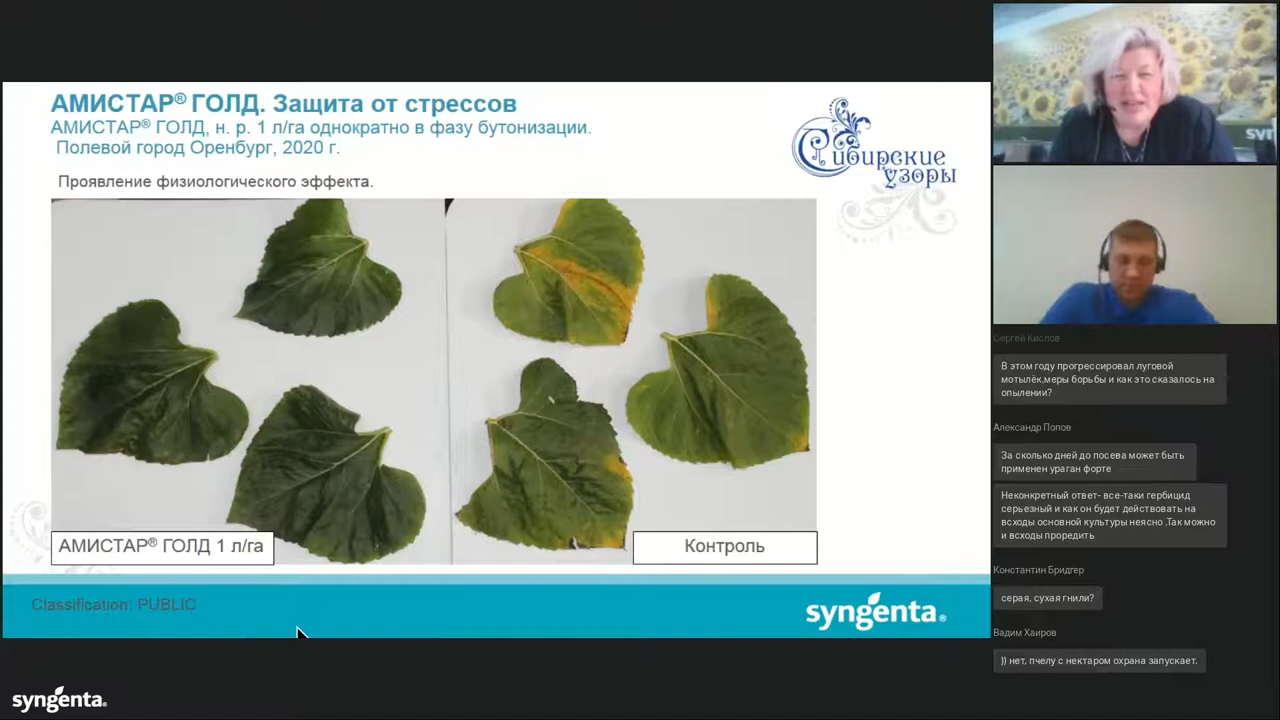 АМИСТАР® ГОЛД. Защита от стрессов
АМИСТАР® ГОЛД, н. р. 1 л/га однократно в фазу бутонизации.
Полевой город Оренбург, 2020 г.
Сибирские
узоры
Проявление физиологического эффекта.
АМИСТАР® ГОЛД 1 л/га
Контроль
Classification: PUBLIC
syngenta®
syngenta®
Сергей Кислов
В этом году прогрессировал луговой
мотылёк,меры борьбы и как это сказалось на
опылении?
Александр Попов
За сколько дней до посева может быть
применен ураган форте
Неконкретный ответ- все-таки гербицид
серьезный и как он будет действовать на
всходы основной культуры неясно .Так можно
и всходы проредить
Константин Бридгер
серая, сухая гнили?
Вадим Хаиров
)) нет, пчелу с нектаром охрана запускает.